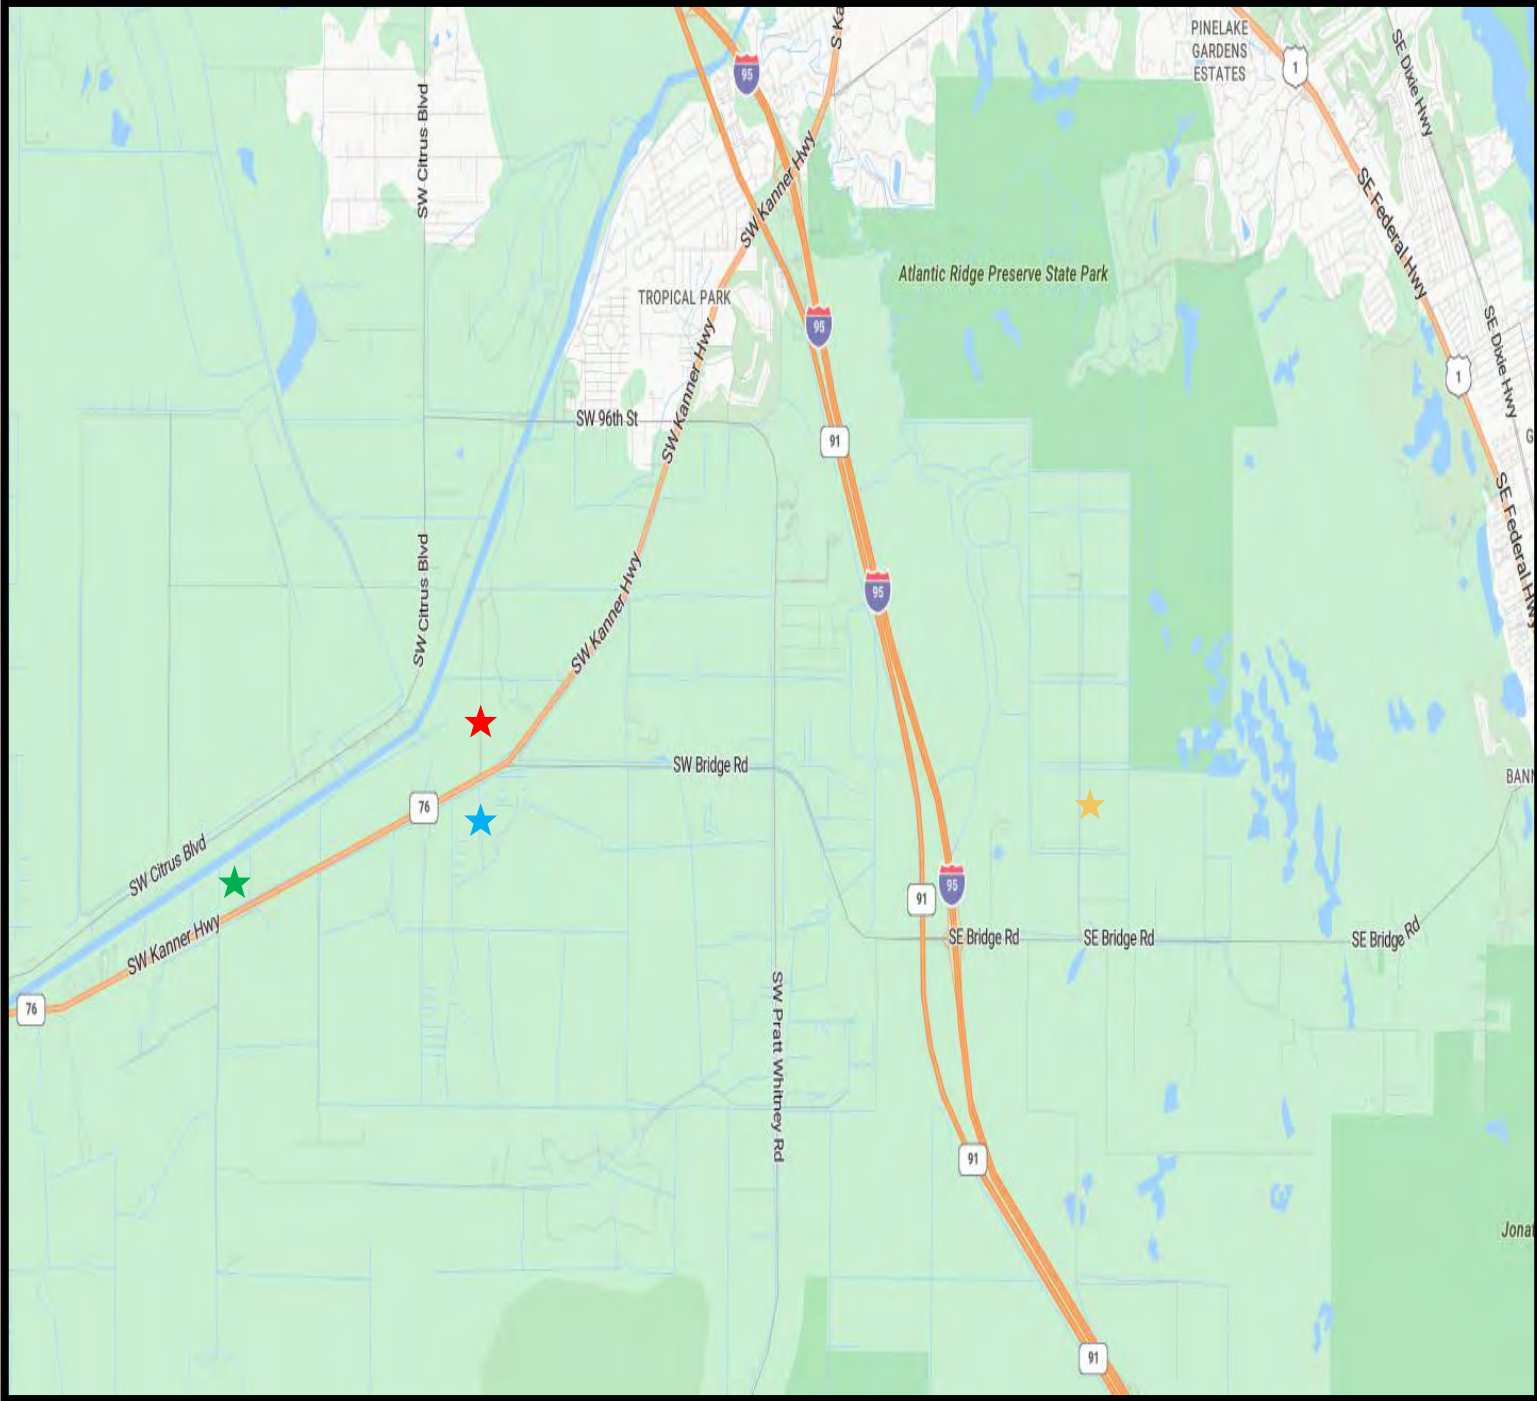 S Ka
PINELAKE
GARDENS
ESTATES
95
1
SE Dixie Hwy
SW Citrus Blvd
SW Kanner Hwy
SE Federal Hwy
Atlantic Ridge Preserve State Park
TROPICAL PARK
95
SW Kanner Hwy
SE Dixie Hwy
1
SW 96th St
91
G
SE Federal Hwy
SW Citrus Blvd
SW Kanner Hwy
95
SW Bridge Rd
BANN
76
SW Citrus Blvd
95
91
SW Kanner Hwy
SE Bridge Rd
SE Bridge Rd
SE Bridge Rd
76
SW Pratt Whitney Rd
91
Jonat
91